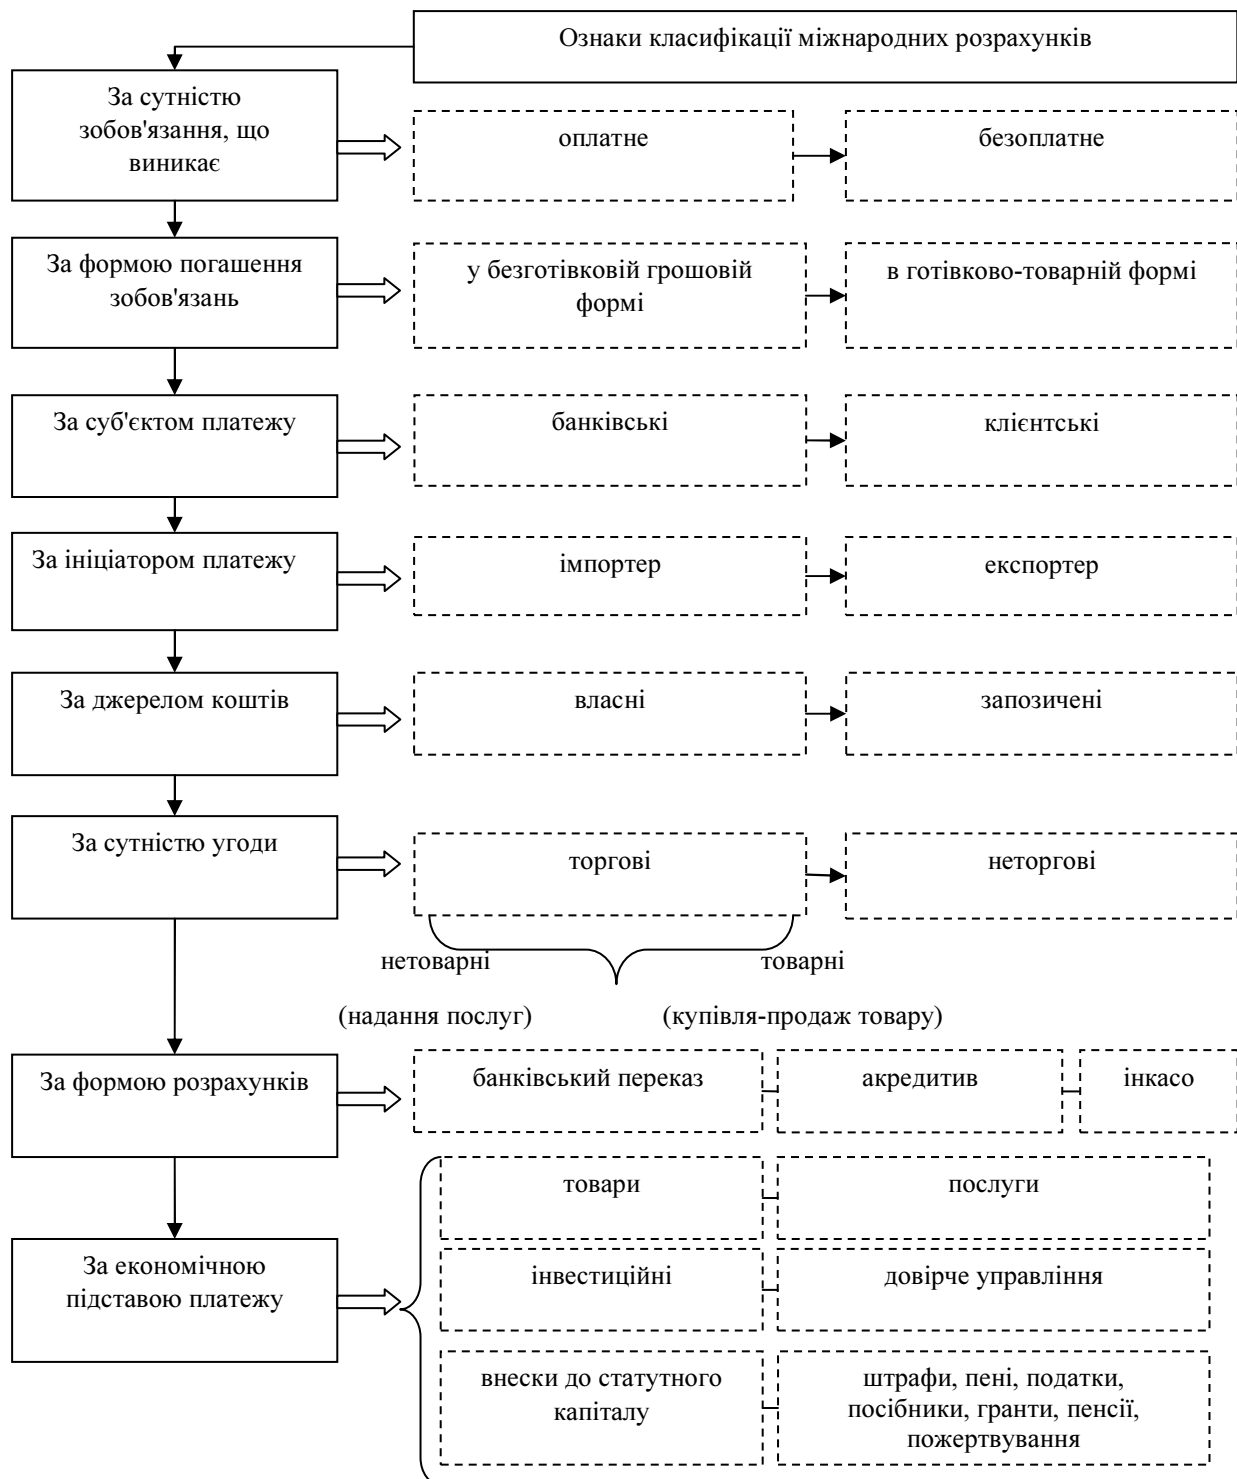 Ознаки класифікації міжнародних розрахунків
За сутністю
зобов'язання, що
виникає
оплатне
безоплатне
За формою погашення
зобов'язань
у безготівковій грошовій
формі
в готівково-товарній формі
За суб'єктом платежу
банківські
клієнтські
За ініціатором платежу
імпортер
експортер
За джерелом коштів
власні
запозичені
За сутністю угоди
торгові
неторгові
нетоварні
товарні
(надання послуг)
(купівля-продаж товару)
За формою розрахунків
банківський переказ
акредитив
інкасо
За економічною
підставою платежу
товари
послуги
інвестиційні
довірче управління
внески до статутного
капіталу
штрафи, пені, податки,
посібники, гранти, пенсії,
пожертвування